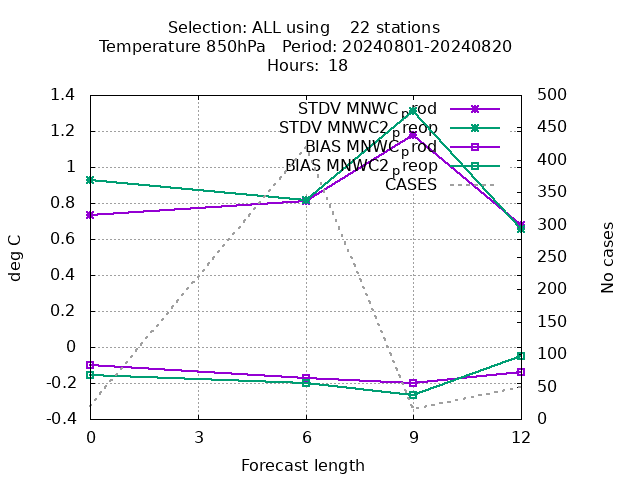 Selection: ALL using 22 stations
Temperature 850hPa Period: 20240801-20240820
Hours: 18
STDV MNWC_prod
STDV MNWC2_preop
BIAS MNWC_prod
BIAS MNWC2_preop
CASES
1.4
1.2
1
0.8
0.6
0.4
0.2
0
-0.2
-0.4
deg C
500
450
400
350
300
250
200
150
100
50
0
No cases
0 3 6 9 12
Forecast length